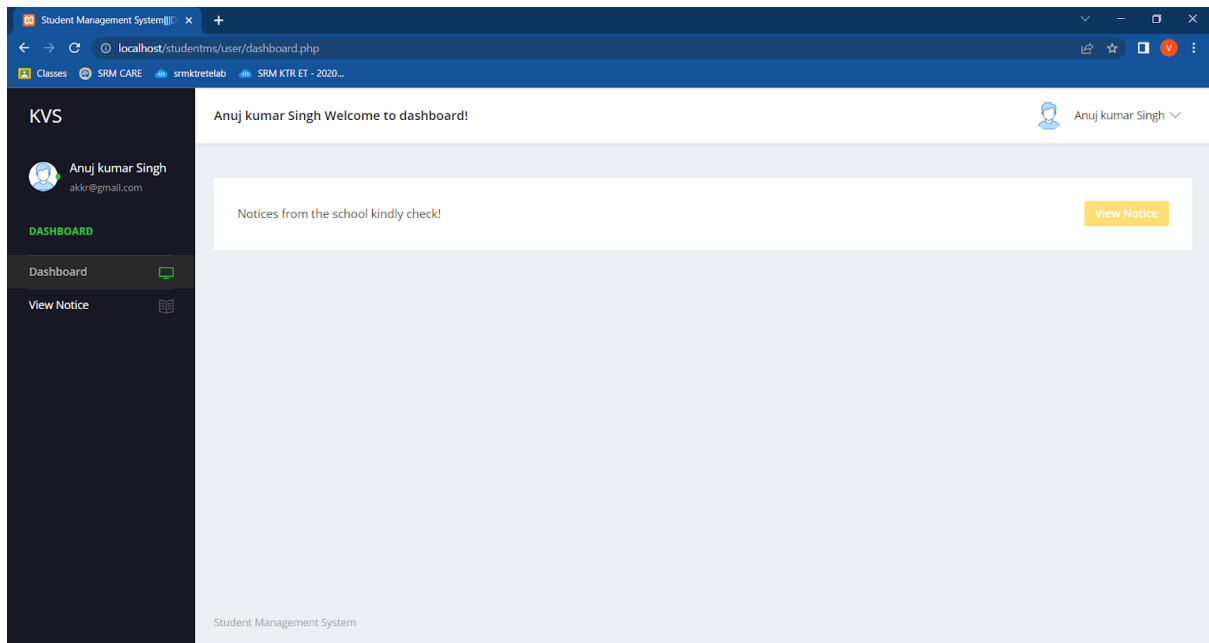 Student Management System|||D
localhost/studentms/user/dashboard.php
V
Classes SRM CARE srmktretelab SRM KTR ET - 2020...
KVS
Anuj kumar Singh Welcome to dashboard!
Anuj kumar Singh
Anuj kumar Singh
akkr@gmail.com
Notices from the school kindly check!
View Notice
DASHBOARD
Dashboard
View Notice
Student Management System